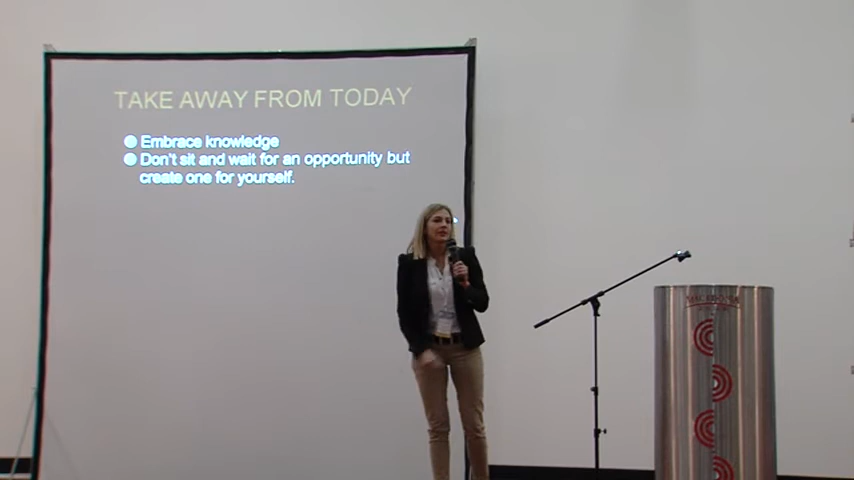 TAKE AWAY FROM TODAY
Embrace knowledge
Don't sit and wait for an opportunity but
create one for yourself.